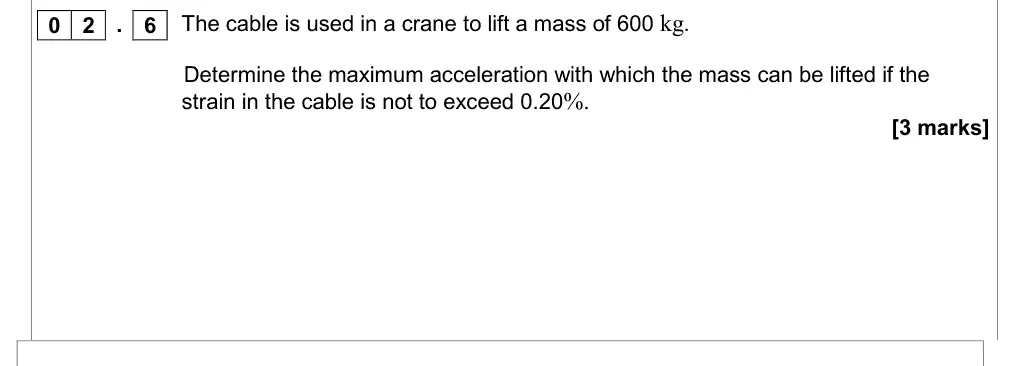 0 2 . 6 The cable is used in a crane to lift a mass of 600 kg.
Determine the maximum acceleration with which the mass can be lifted if the
strain in the cable is not to exceed 0.20%.
[3 marks]